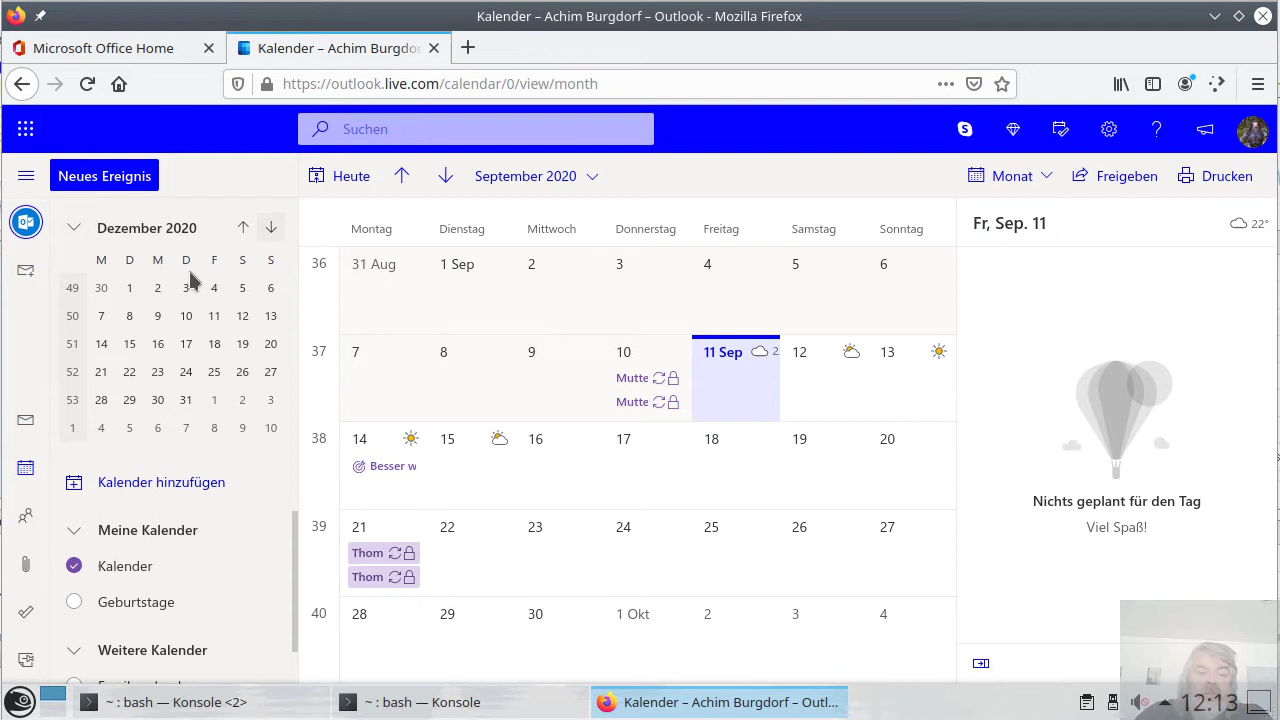 Kalender – Achim Burgdorf – Outlook - Mozilla Firefox
Microsoft Office Home
Kalender – Achim Burgdor
https://outlook.live.com/calendar/0/view/month
Suchen
Neues Ereignis
Heute
September 2020
Monat
Freigeben
Drucken
Dezember 2020
M D M D F S S
49 30 1 2 3 4 5 6
50 7 8 9 10 11 12 13
51 14 15 16 17 18 19 20
52 21 22 23 24 25 26 27
53 28 29 30 31 1 2 3
1 4 5 6 7 8 9 10
Kalender hinzufügen
Meine Kalender
Kalender
Geburtstage
Weitere Kalender
Montag Dienstag Mittwoch Donnerstag Freitag Samstag Sonntag
36 31 Aug 1 Sep 2 3 4 5 6
37 7 8 9 10 11 Sep 2 12 13
Mutte
Mutte
38 14 15 16 17 18 19 20
Besser w
39 21 22 23 24 25 26 27
Thom
Thom
40 28 29 30 1 Okt 2 3 4
Fr, Sep. 11
22°
Nichts geplant für den Tag
Viel Spaß!
~ : bash — Konsole <2>
~ : bash — Konsole
Kalender – Achim Burgdorf – Outl...
12:13